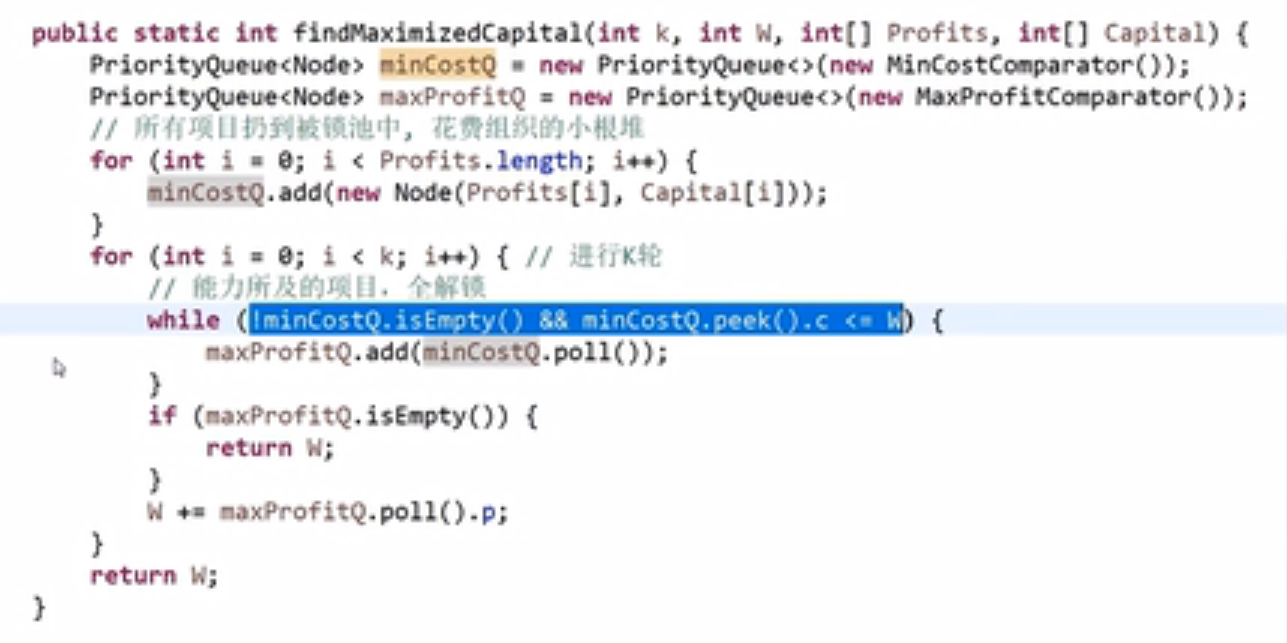 public static int findMaximizedCapital(int k, int W, int[] Profits, int[] Capital) {
PriorityQueue<Node> minCostQ = new PriorityQueue<>(new MinCostComparator());
PriorityQueue<Node> maxProfitQ = new PriorityQueue<>(new MaxProfitComparator());
// 所有项目扔到被锁池中, 花费组织的小根堆
for (int i = 0; i < Profits.length; i++) {
minCostQ.add(new Node(Profits[i], Capital[i]));
}
for (int i = 0; i < k; i++) { // 进行K轮
// 能力所及的项目. 全解锁
while (!minCostQ.isEmpty() && minCostQ.peek().c <= W) {
maxProfitQ.add(minCostQ.poll());
}
if (maxProfitQ.isEmpty()) {
return W;
}
W += maxProfitQ.poll().p;
}
return W;
}